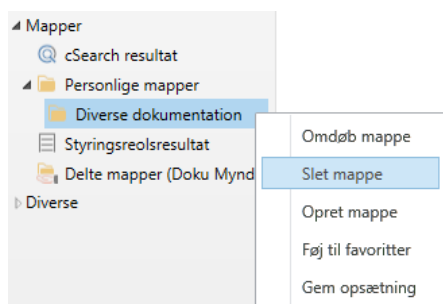 Mapper
cSearch resultat
Personlige mapper
Diverse dokumentation
Styringsreolsresultat
Delte mapper (Doku Mynd
Diverse
Omdøb mappe
Slet mappe
Opret mappe
Føj til favoritter
Gem opsætning